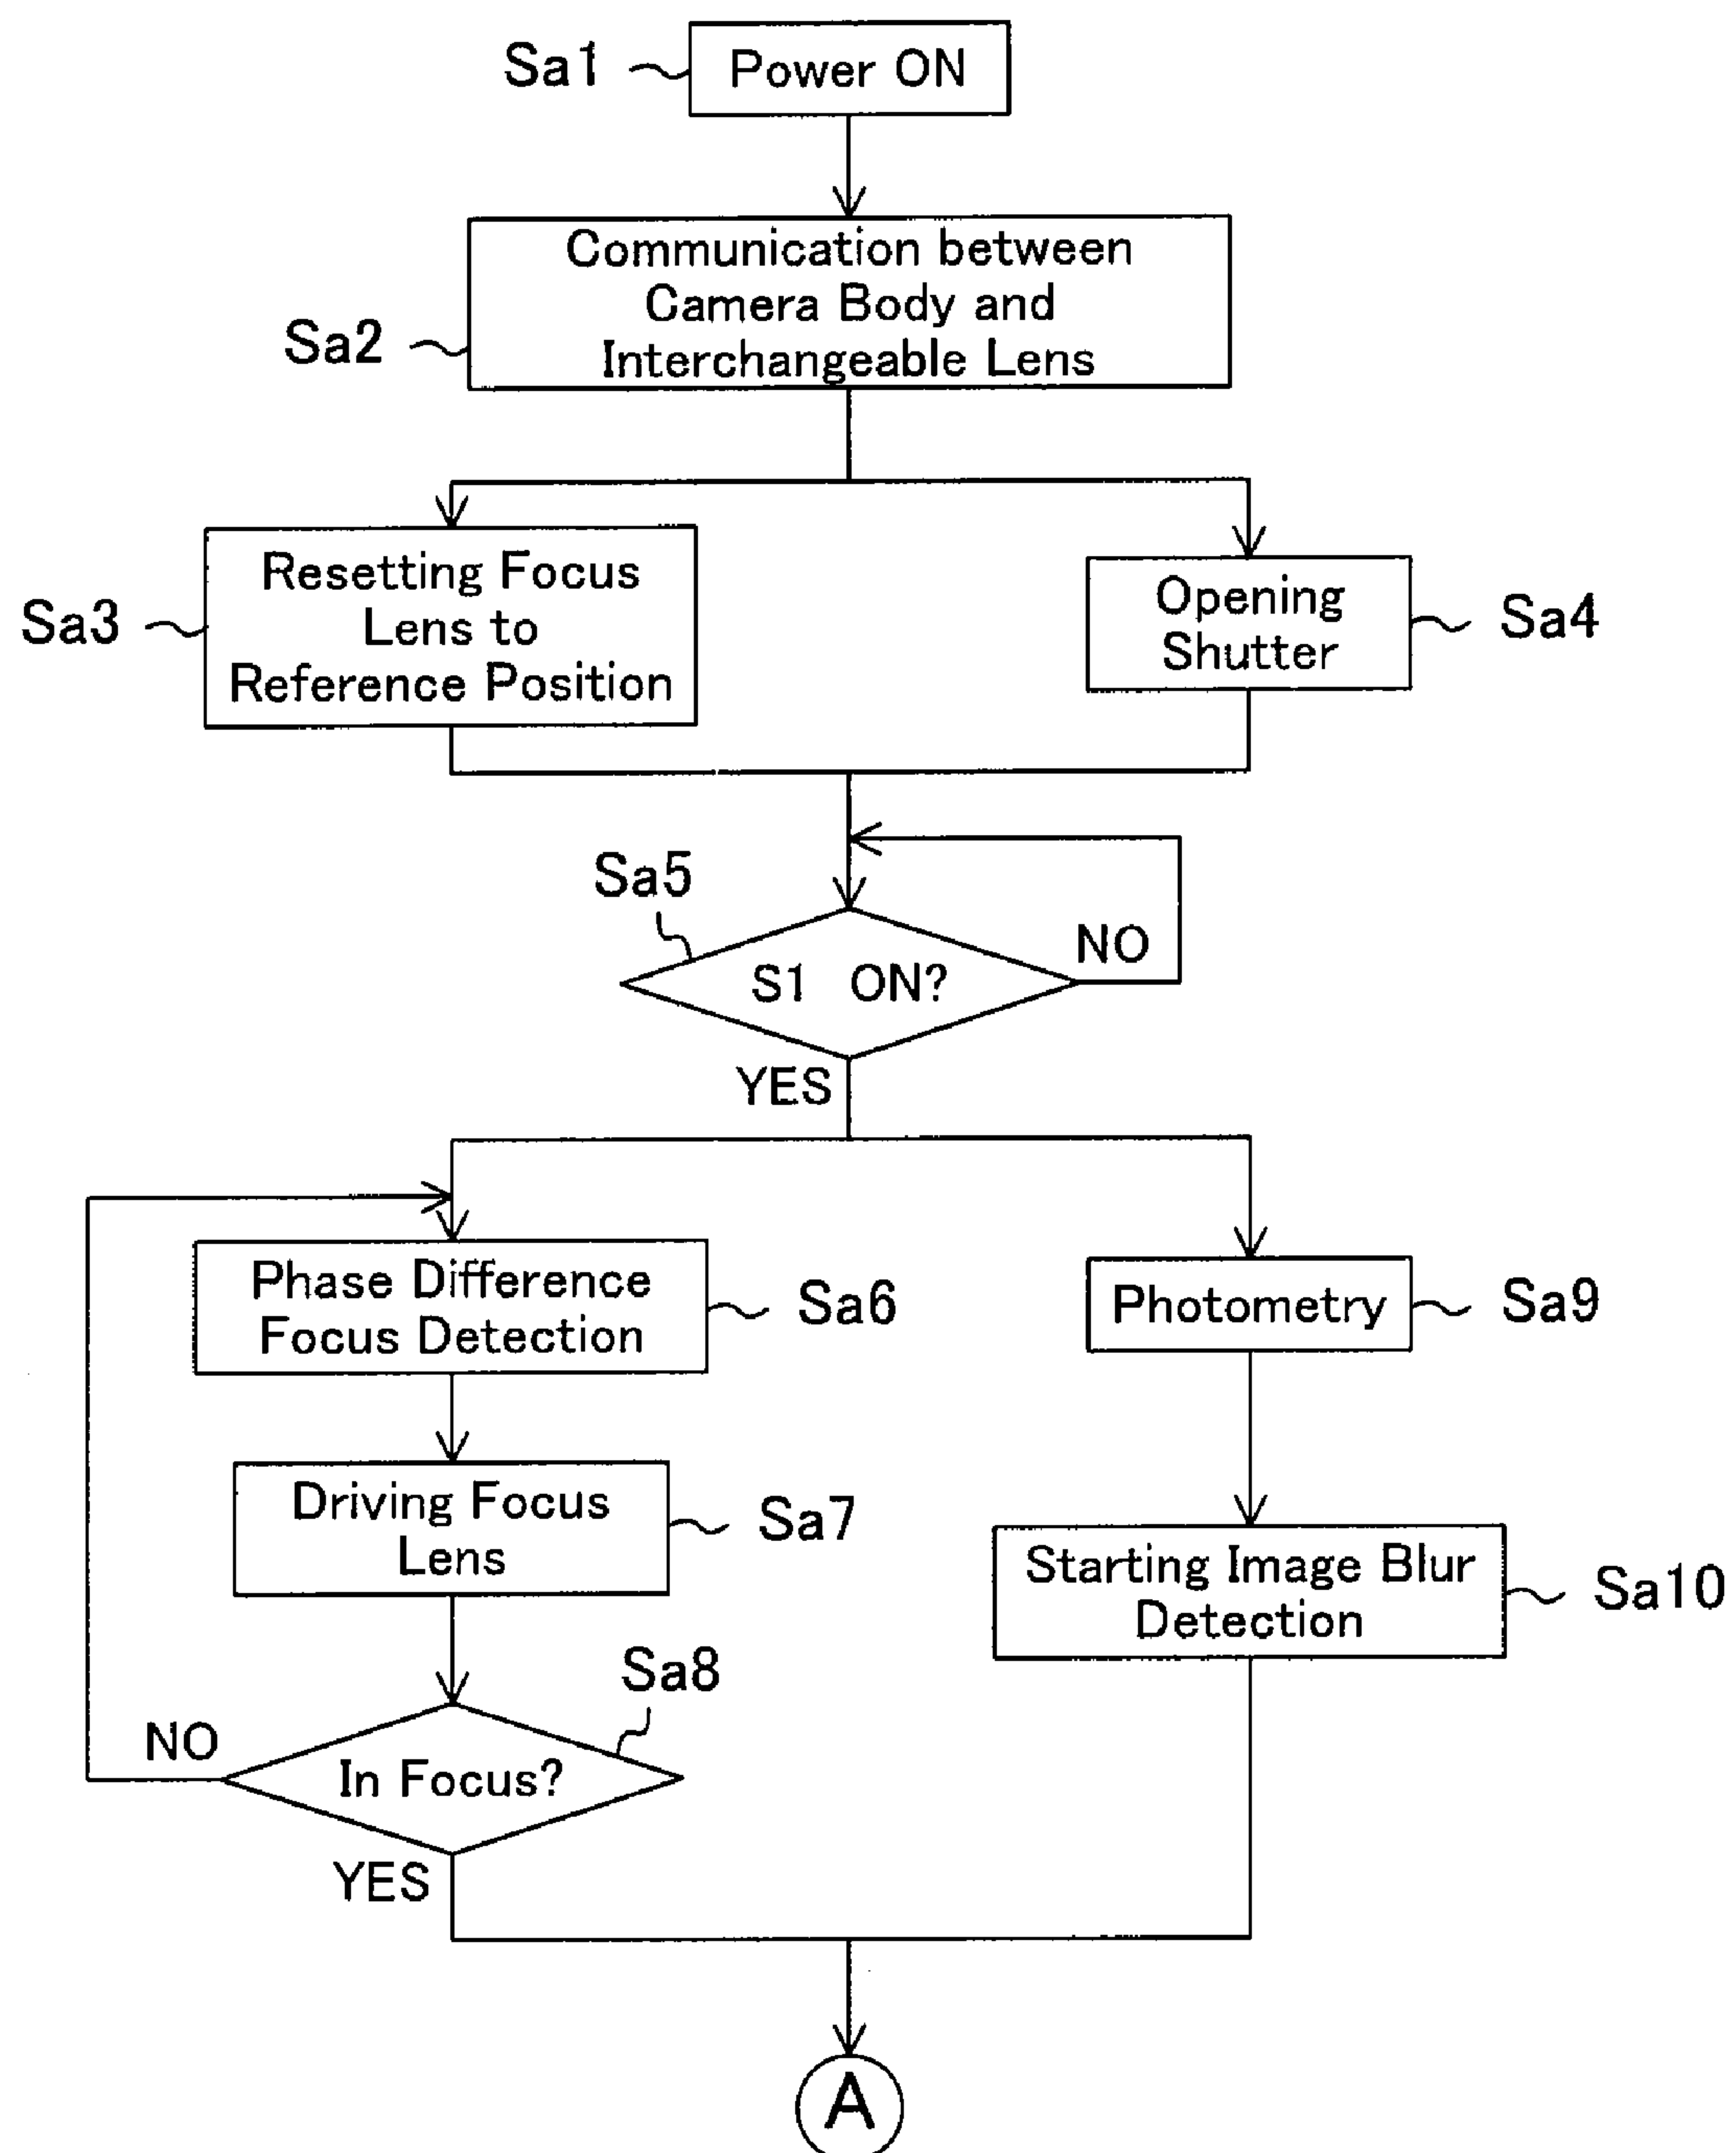 Sa1
Power ON
Communication between
Camera Body and
Interchangeable Lens
Sa2
Resetting Focus
Lens to
Reference Position
Sa3
Opening
Shutter
Sa4
Sa5
S1 ON?
NO
YES
Phase Difference
Focus Detection
Sa6
Photometry
Sa9
Driving Focus
Lens
Sa7
Starting Image Blur
Detection
Sa10
Sa8
NO
In Focus?
YES
A